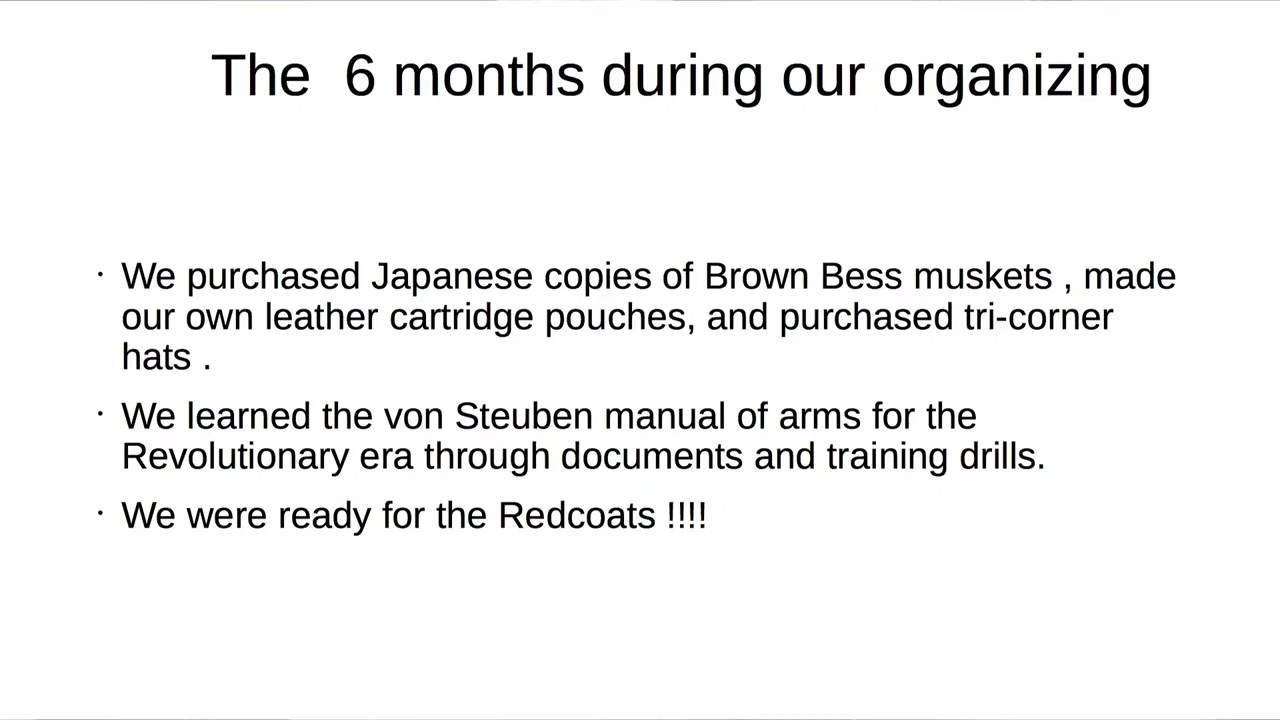 The  6 months during our organizing
· We purchased Japanese copies of Brown Bess muskets , made
our own leather cartridge pouches, and purchased tri-corner
hats .
· We learned the von Steuben manual of arms for the
Revolutionary era through documents and training drills.
· We were ready for the Redcoats !!!!